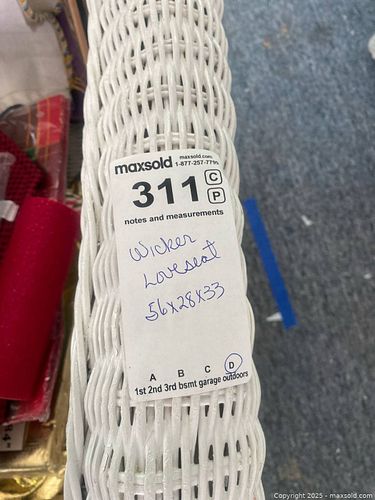 maxsold maxsold.com
1-877-257-7795
311 C
P
notes and measurements
Wicker
Loveseat
56x28x33
A B C D
1st 2nd 3rd bsmt garage outdoors
14"
© 2025 - maxsold.com